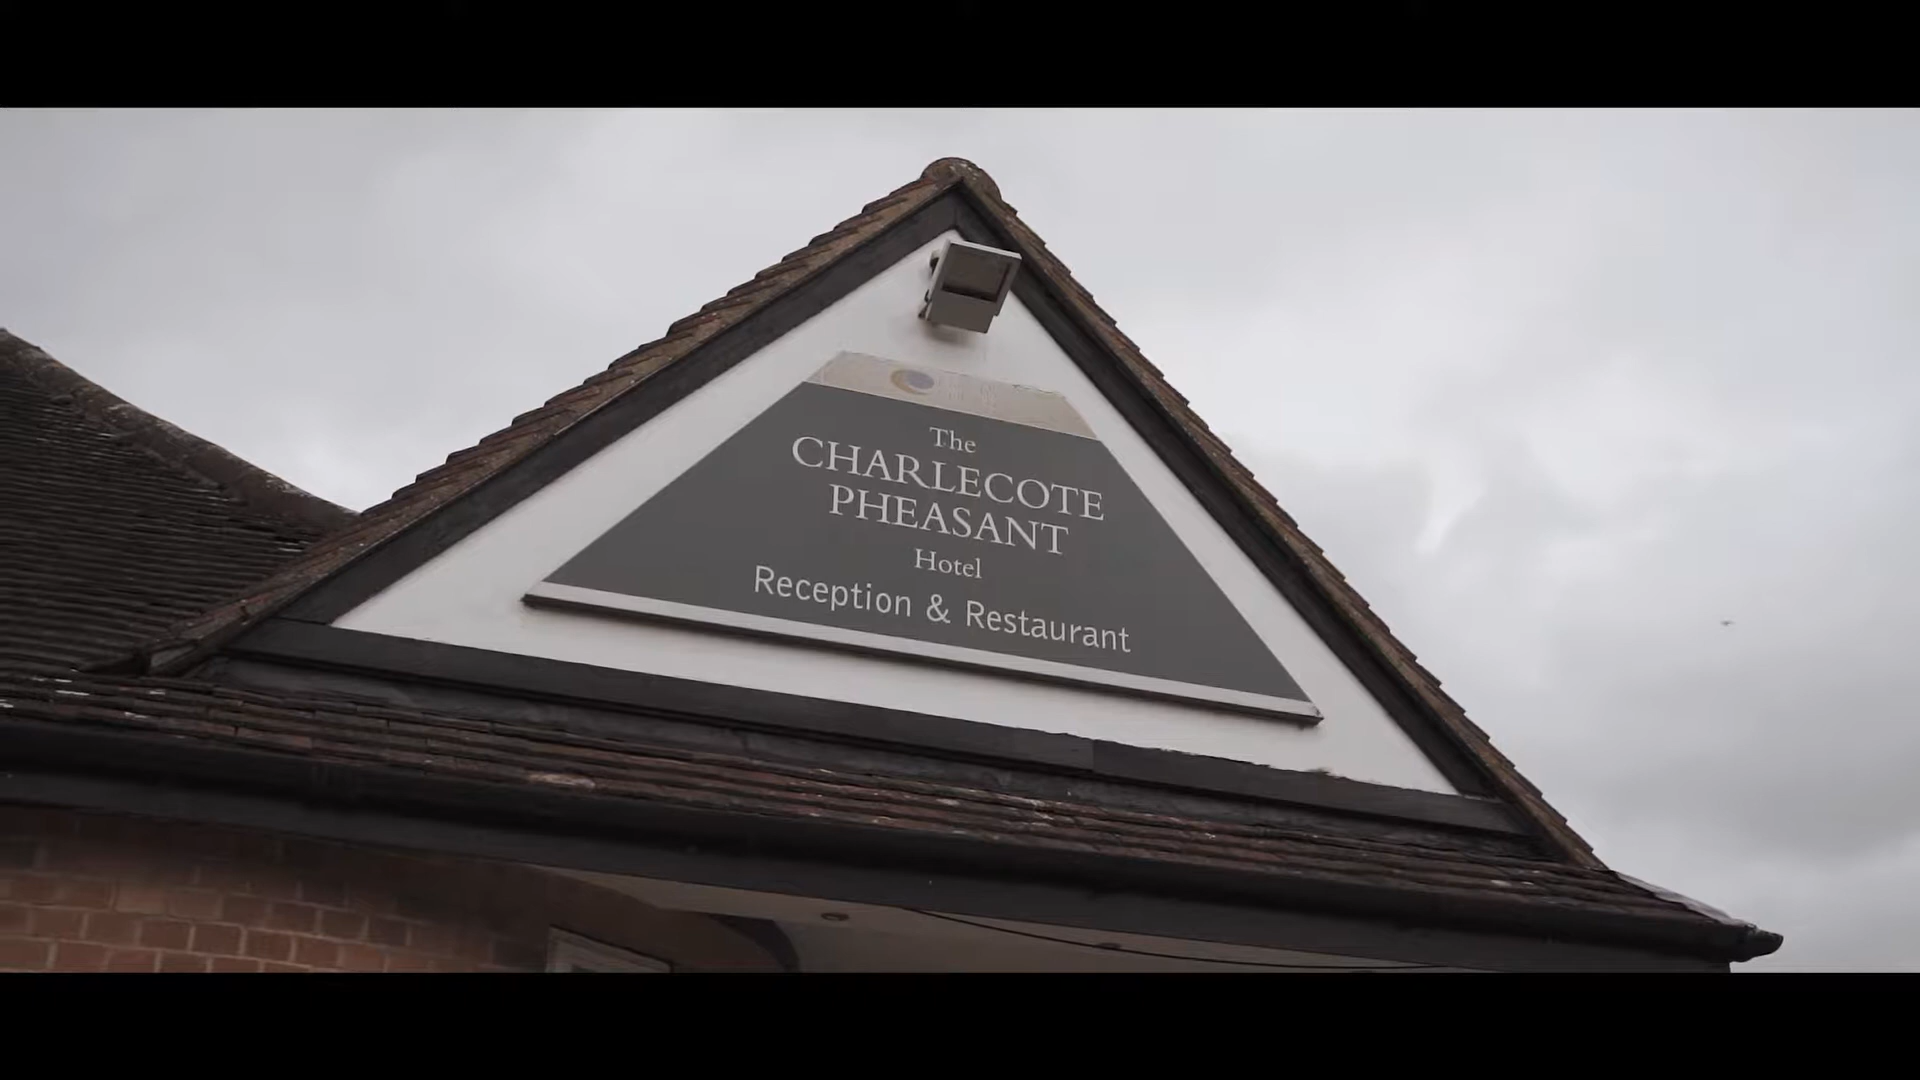 The
CHARLECOTE
PHEASANT
Hotel
Reception & Restaurant